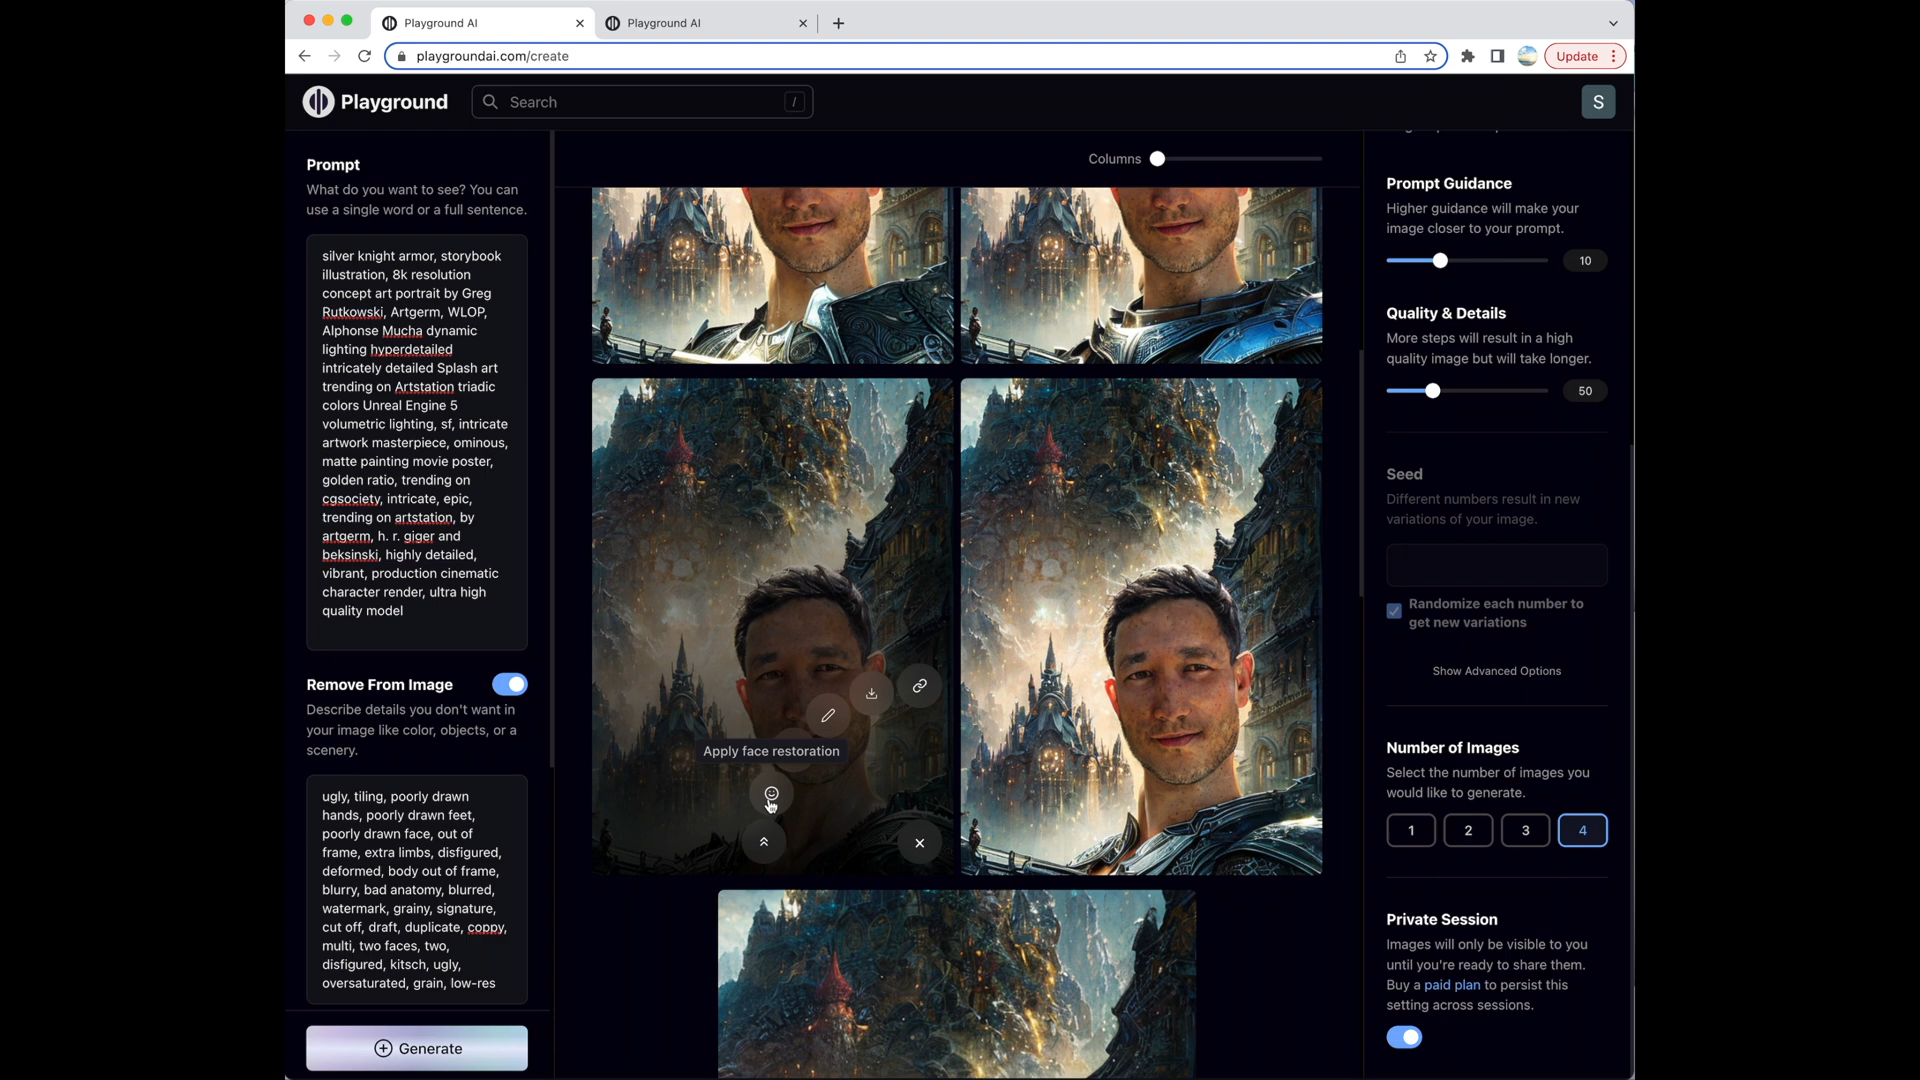 Playground AI
Playground AI
playgroundai.com/create
Update
Playground
Search
/
S
Prompt
What do you want to see? You can
use a single word or a full sentence.
silver knight armor, storybook
illustration, 8k resolution
concept art portrait by Greg
Rutkowski, Artgerm, WLOP,
Alphonse Mucha dynamic
lighting hyperdetailed
intricately detailed Splash art
trending on Artstation triadic
colors Unreal Engine 5
volumetric lighting, sf, intricate
artwork masterpiece, ominous,
matte painting movie poster,
golden ratio, trending on
cgsociety, intricate, epic,
trending on artstation, by
artgerm, h. r. giger and
beksinski, highly detailed,
vibrant, production cinematic
character render, ultra high
quality model
Remove From Image
Describe details you don't want in
your image like color, objects, or a
scenery.
ugly, tiling, poorly drawn
hands, poorly drawn feet,
poorly drawn face, out of
frame, extra limbs, disfigured,
deformed, body out of frame,
blurry, bad anatomy, blurred,
watermark, grainy, signature,
cut off, draft, duplicate, coppy,
multi, two faces, two,
disfigured, kitsch, ugly,
oversaturated, grain, low-res
Generate
Columns
Apply face restoration
Prompt Guidance
Higher guidance will make your
image closer to your prompt.
10
Quality & Details
More steps will result in a high
quality image but will take longer.
50
Seed
Different numbers result in new
variations of your image.
Randomize each number to
get new variations
Show Advanced Options
Number of Images
Select the number of images you
would like to generate.
1 2 3 4
Private Session
Images will only be visible to you
until you're ready to share them.
Buy a paid plan to persist this
setting across sessions.